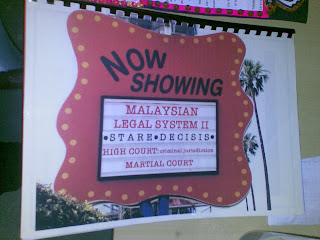 NOW
SHOWING
MALAYSIAN
LEGAL SYSTEM II
•STARE•DECISIS•
HIGH COURT: criminal jurisdiction
MARTIAL COURT